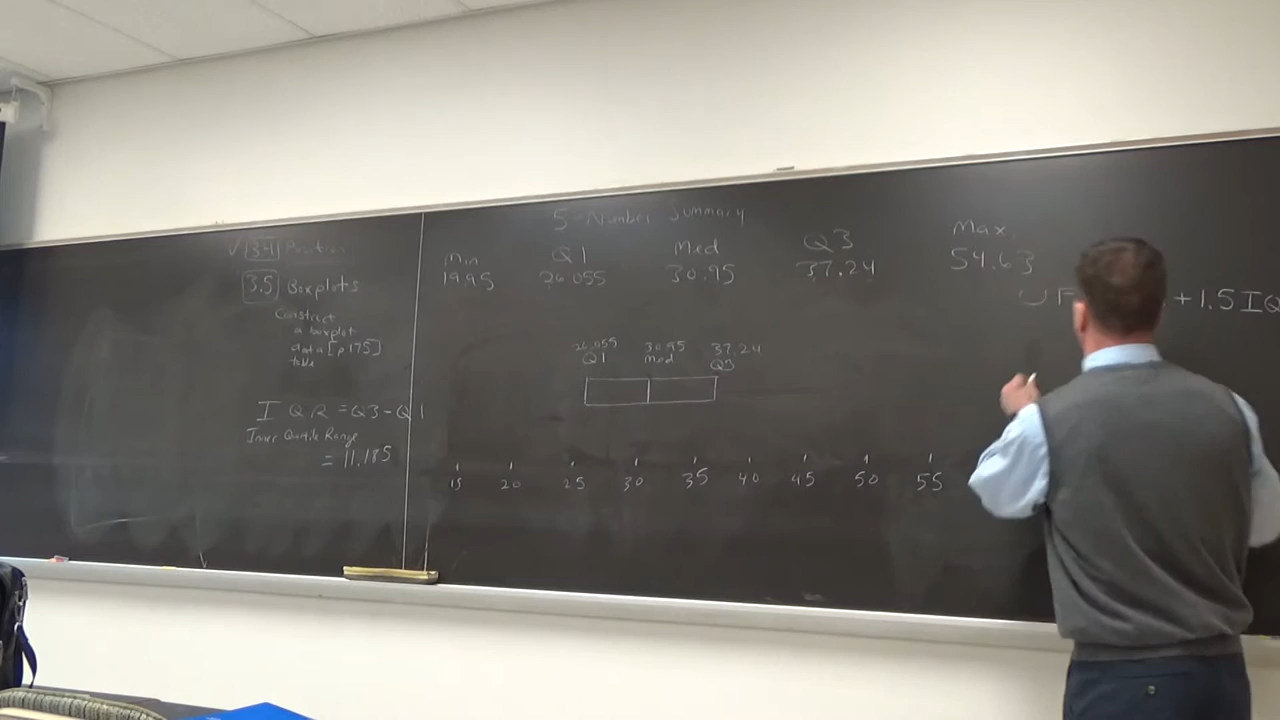 ✓ 3.4 Position
3.5 Boxplots
Construct
a boxplot
data [p 175]
table
IQR = Q3-Q1
Inner Quartile Range
= 11.185
5-Number Summary
Min Q1 Med Q3 Max
19.95 26.055 30.95 37.24 54.63
26.055 30.95 37.24
Q1 med Q3
15 20 25 30 35 40 45 50 55
UF + 1.5 IQ